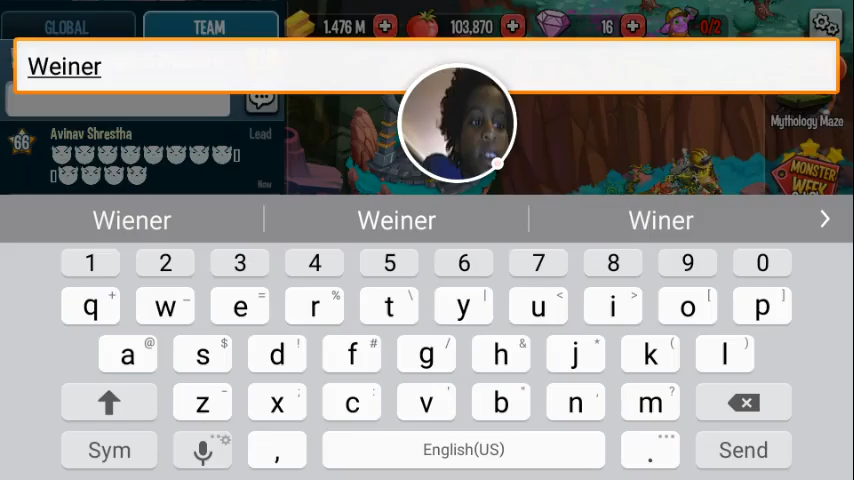 GLOBAL TEAM 1.476 M 103,870 16 -0/2
Weiner
Mythology Maze
66 Avinav Shrestha Lead
Now
MONSTER
WEEK
Wiener Weiner Winer >
1 2 3 4 5 6 7 8 9 0
q + w _ e = r % t \ y | u < i > o [ p ]
a @ s $ d ! f # g / h & j * k ( l )
z - x ; c : v ' b " n , m ?
Sym , English(US) . ... Send